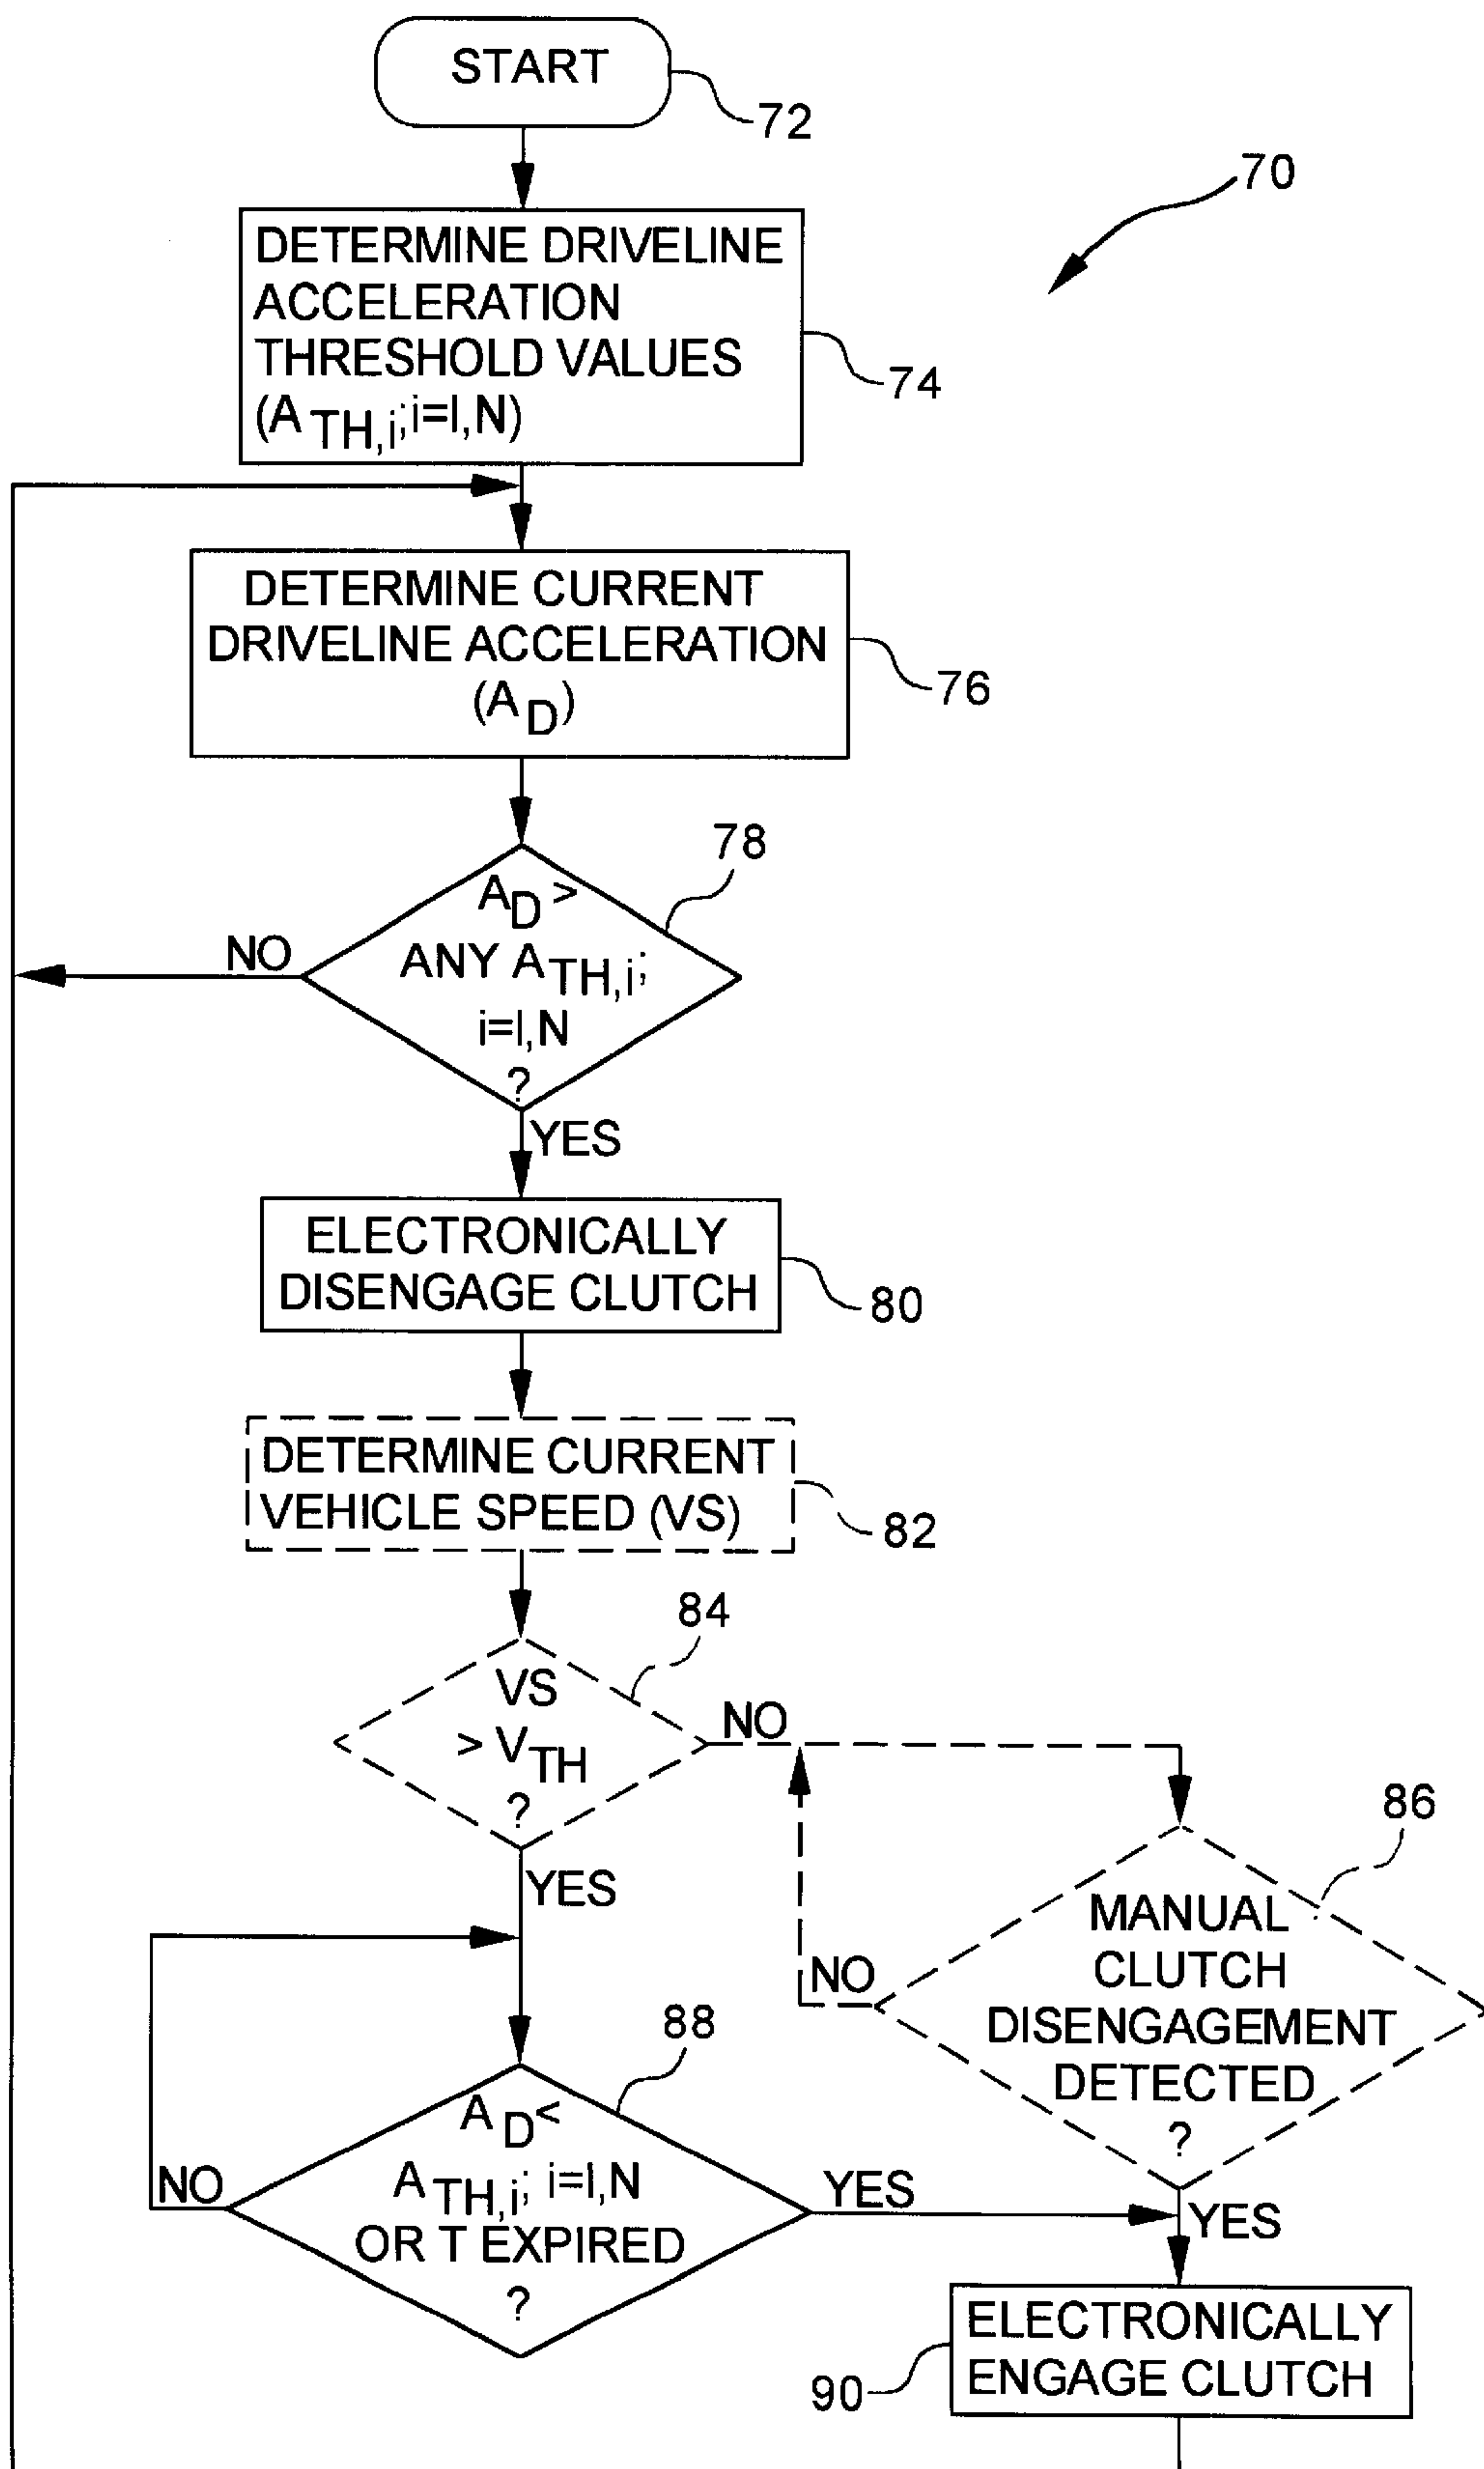 START
72
70
DETERMINE DRIVELINE
ACCELERATION
THRESHOLD VALUES
(A TH,i; i=I,N)
74
DETERMINE CURRENT
DRIVELINE ACCELERATION
(A D)
76
78
A D >
ANY A TH,i;
i=I,N
?
NO
YES
ELECTRONICALLY
DISENGAGE CLUTCH
80
DETERMINE CURRENT
VEHICLE SPEED (VS)
82
84
VS
> V TH
?
NO
YES
86
MANUAL
CLUTCH
DISENGAGEMENT
DETECTED
?
NO
YES
88
A D <
A TH,i; i=I,N
OR T EXPIRED
?
NO
YES
ELECTRONICALLY
ENGAGE CLUTCH
90